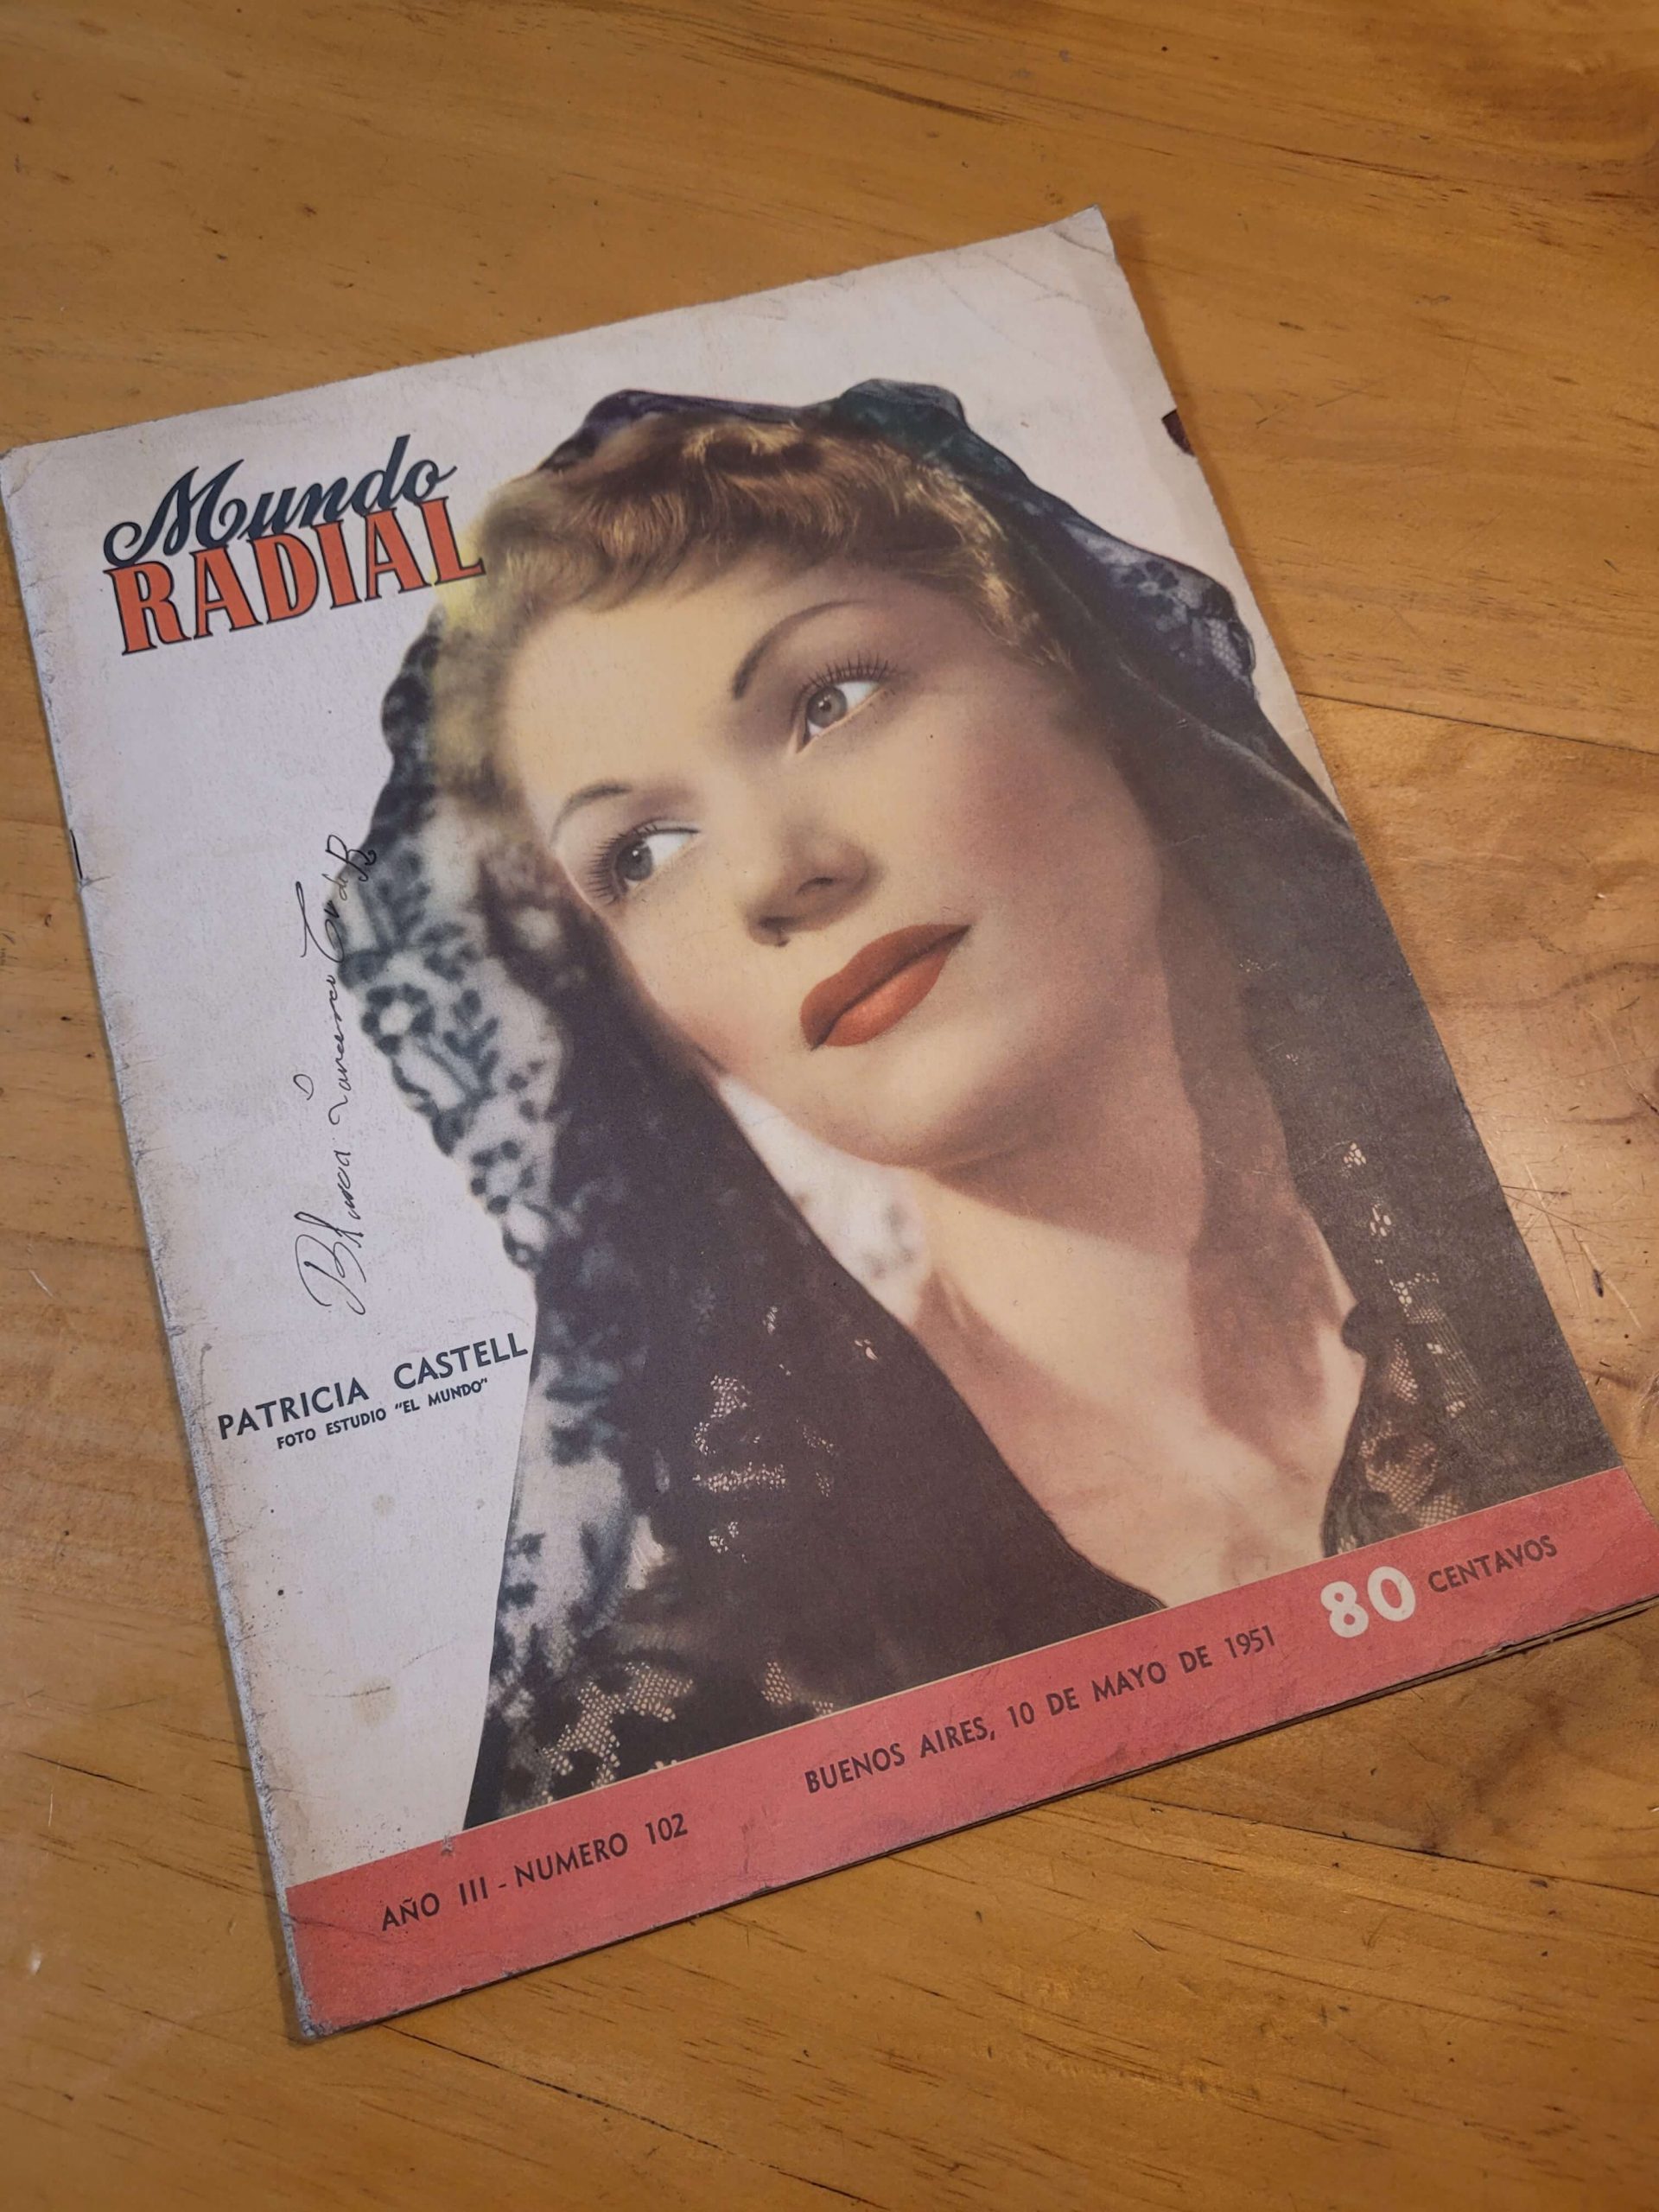 Mundo
RADIAL
PATRICIA CASTELL
FOTO ESTUDIO "EL MUNDO"
AÑO III - NUMERO 102
BUENOS AIRES, 10 DE MAYO DE 1951
80 CENTAVOS